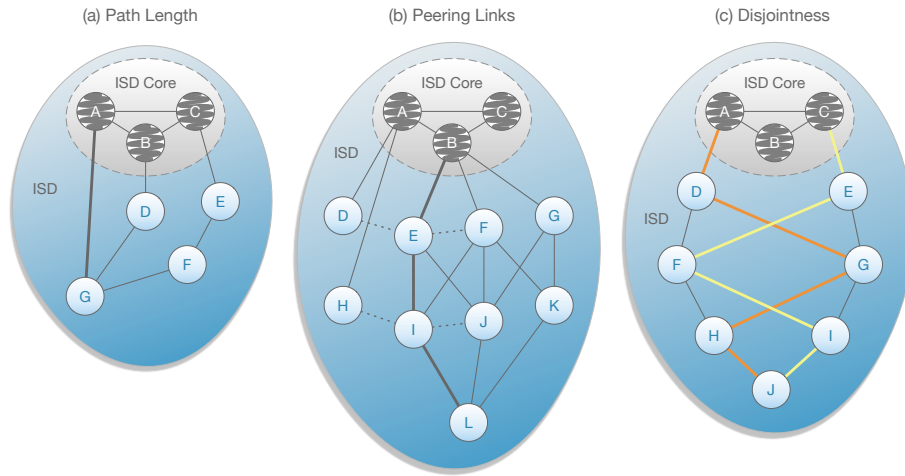 (a) Path Length
(b) Peering Links
(c) Disjointness
ISD Core
A
C
B
ISD
D
E
F
G
ISD Core
A
C
B
ISD
D
E
F
G
H
I
J
K
L
ISD Core
A
C
B
D
E
ISD
F
G
H
I
J